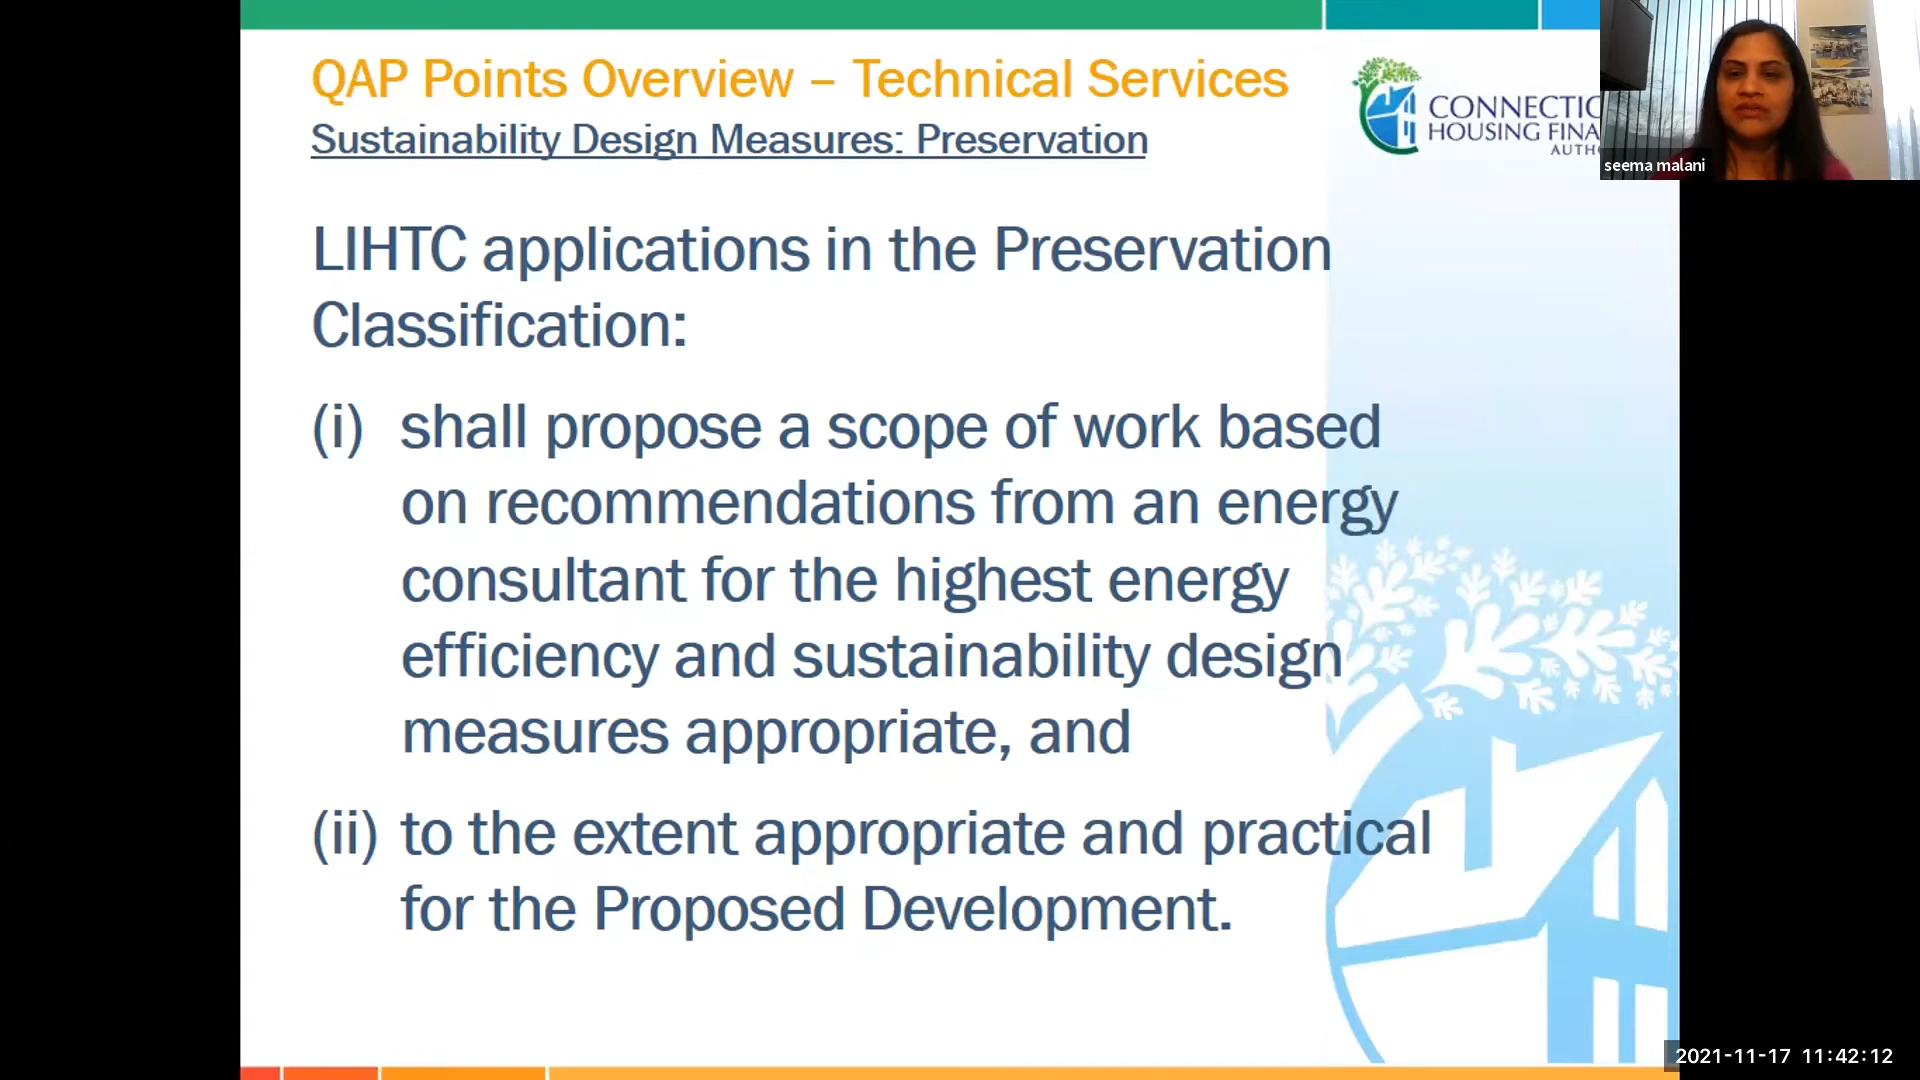 QAP Points Overview – Technical Services
Sustainability Design Measures: Preservation
CONNECTIC
HOUSING FINA
AUTH
seema malani
LIHTC applications in the Preservation
Classification:
(i) shall propose a scope of work based
on recommendations from an energy
consultant for the highest energy
efficiency and sustainability design
measures appropriate, and
(ii) to the extent appropriate and practical
for the Proposed Development.
2021-11-17 11:42:12